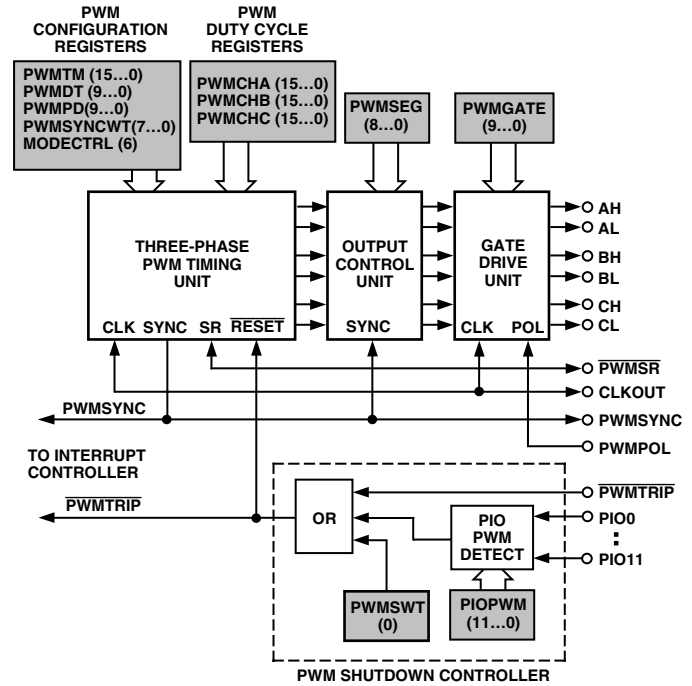 PWM
CONFIGURATION
REGISTERS
PWM
DUTY CYCLE
REGISTERS
PWMTM (15...0)
PWMDT (9...0)
PWMPD(9...0)
PWMSYNCWT(7...0)
MODECTRL (6)
PWMCHA (15...0)
PWMCHB (15...0)
PWMCHC (15...0)
PWMSEG
(8...0)
PWMGATE
(9...0)
THREE-PHASE
PWM TIMING
UNIT
CLK SYNC SR RESET
OUTPUT
CONTROL
UNIT
SYNC
GATE
DRIVE
UNIT
CLK POL
AH
AL
BH
BL
CH
CL
PWMSR
CLKOUT
PWMSYNC
PWMSYNC
PWMPOL
TO INTERRUPT
CONTROLLER
PWMTRIP
OR
PIO
PWM
DETECT
PWMTRIP
PIO0
PIO11
PWMSWT
(0)
PIOPWM
(11...0)
PWM SHUTDOWN CONTROLLER